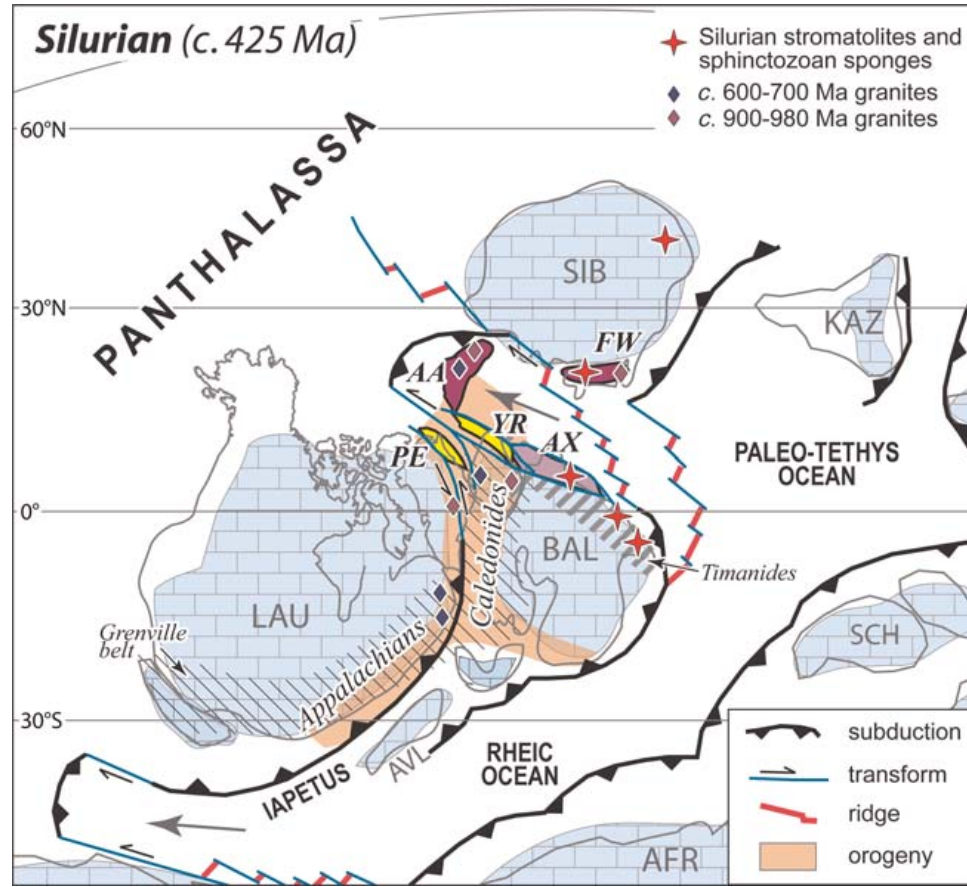 Silurian (c. 425 Ma)
Silurian stromatolites and
sphinctozoan sponges
c. 600-700 Ma granites
c. 900-980 Ma granites
60°N
PANTHALASSA
SIB
30°N
KAZ
FW
AA
YR
AX
PE
PALEO-TETHYS
OCEAN
0°
Caledonides
BAL
Timanides
LAU
SCH
Grenville
belt
Appalachians
30°S
AVL
IAPETUS
RHEIC
OCEAN
AFR
subduction
transform
ridge
orogeny